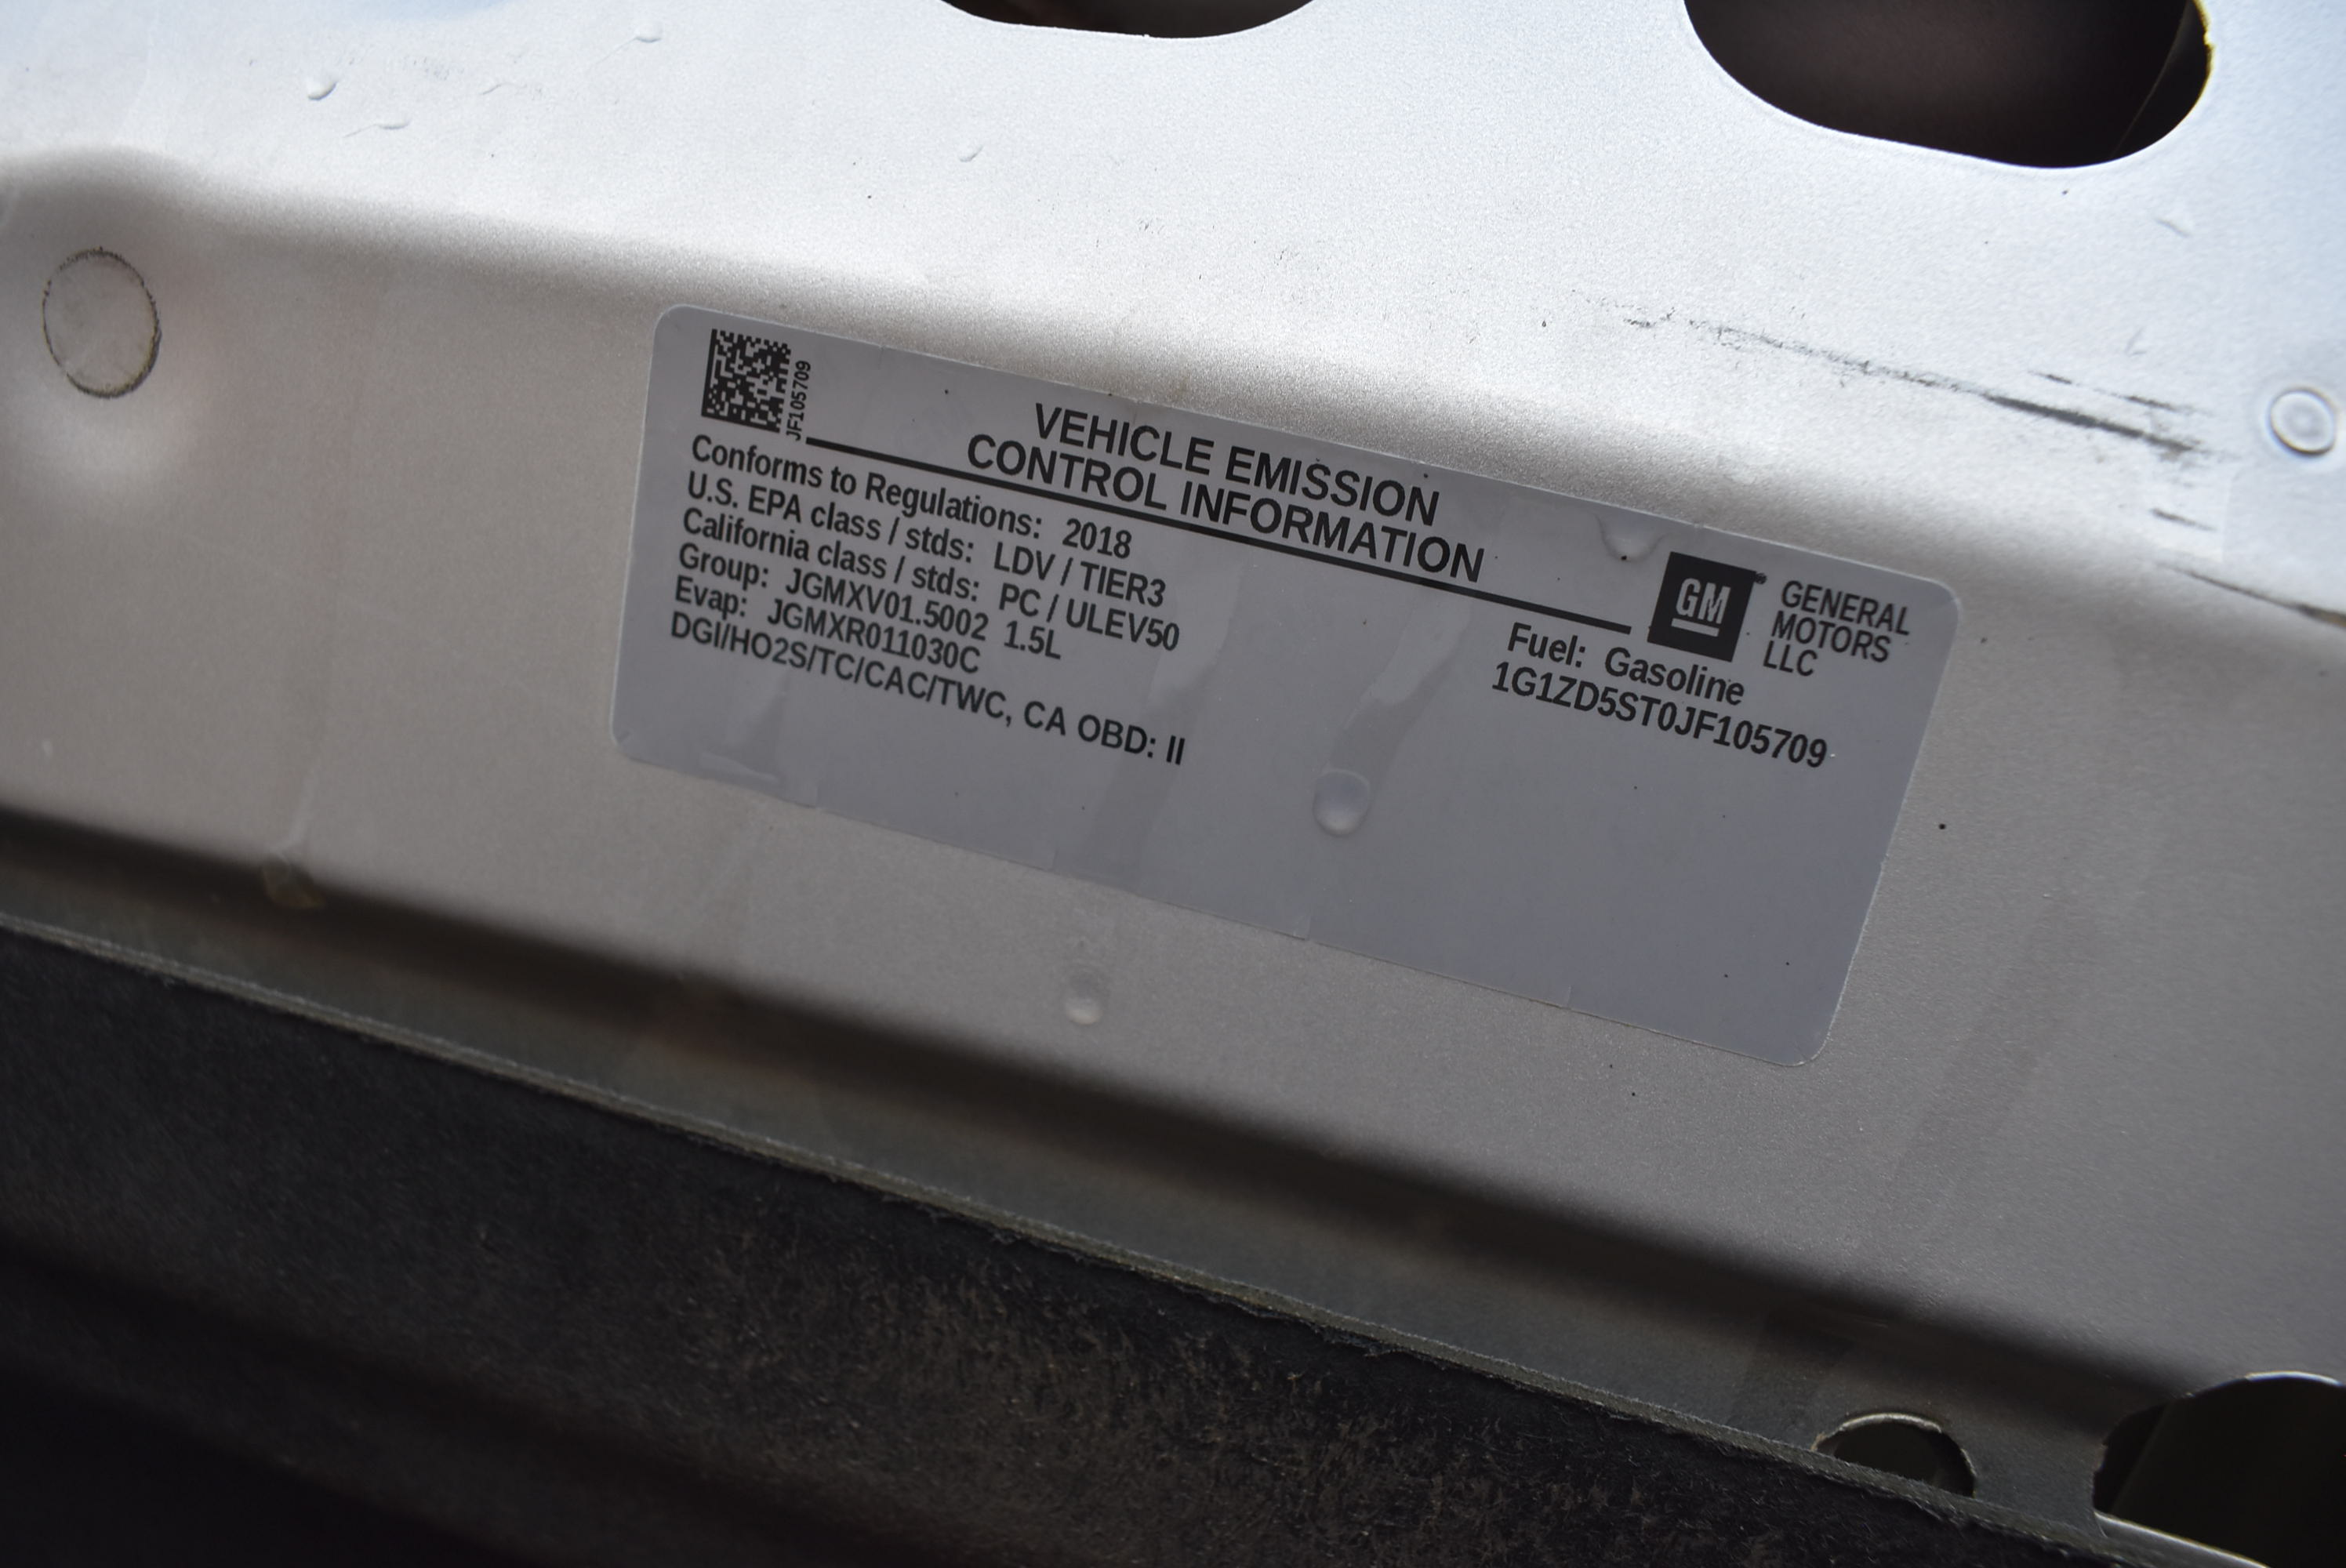 JF105709
VEHICLE EMISSION
CONTROL INFORMATION
GM
GENERAL
MOTORS
LLC
Conforms to Regulations: 2018
U.S. EPA class / stds: LDV / TIER3
California class / stds: PC / ULEV50
Group: JGMXV01.5002 1.5L
Evap: JGMXR011030C
DGI/HO2S/TC/CAC/TWC, CA OBD: II
Fuel: Gasoline
1G1ZD5ST0JF105709